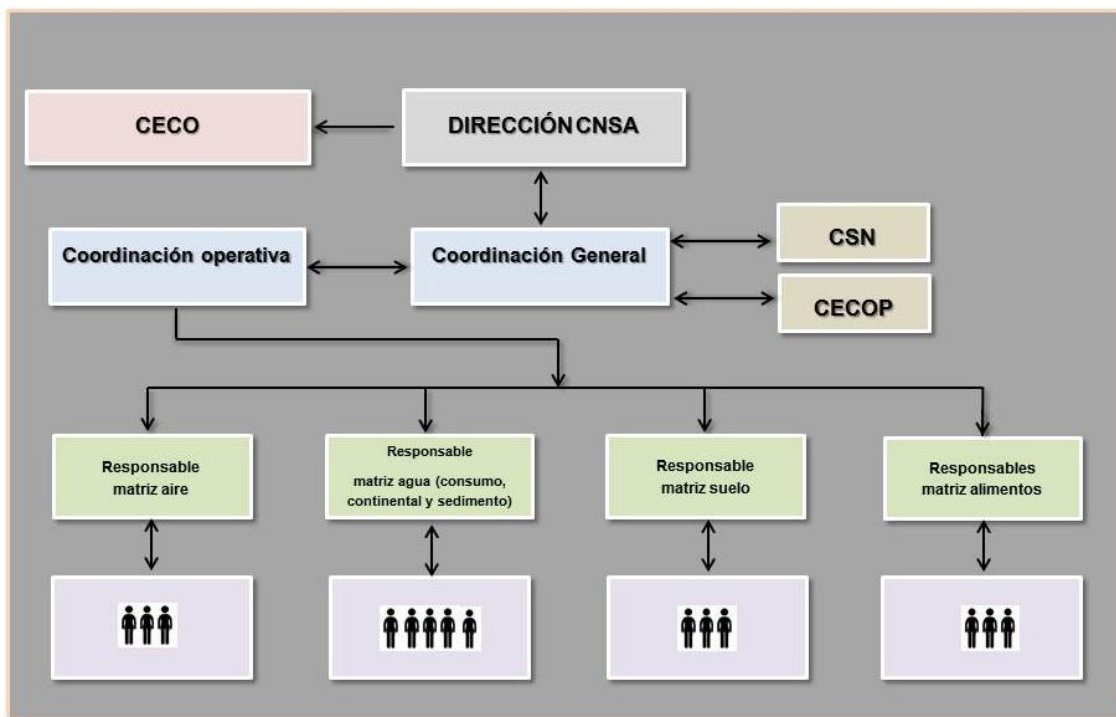 CECO
DIRECCIÓN CNSA
Coordinación operativa
Coordinación General
CSN
CECOP
Responsable
matriz aire
Responsable
matriz agua (consumo,
continental y sedimento)
Responsable
matriz suelo
Responsables
matriz alimentos